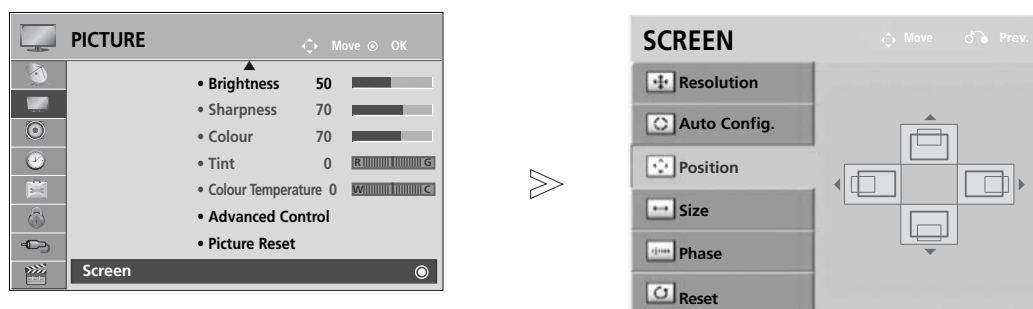 PICTURE
Move OK
• Brightness 50
• Sharpness 70
• Colour 70
• Tint 0 R G
• Colour Temperature 0 W C
• Advanced Control
• Picture Reset
Screen
SCREEN
Move Prev.
Resolution
Auto Config.
Position
Size
Phase
Reset